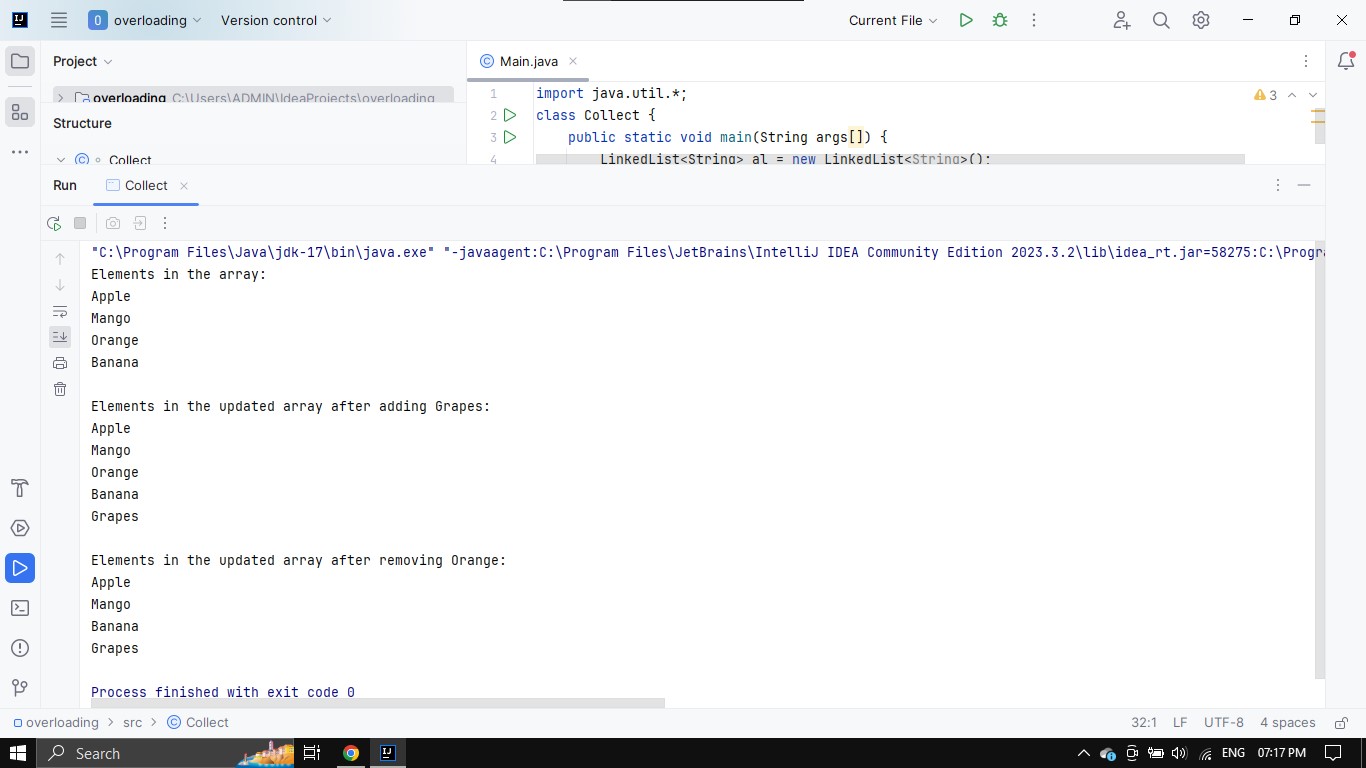 0 overloading Version control Current File
Project
Main.java
overloading C:\Users\ADMIN\IdeaProjects\overloading
Structure
Collect
1 import java.util.*;
3
2 class Collect {
3 public static void main(String args[]) {
4 LinkedList<String> al = new LinkedList<String>();
Run Collect
"C:\Program Files\Java\jdk-17\bin\java.exe" "-javaagent:C:\Program Files\JetBrains\IntelliJ IDEA Community Edition 2023.3.2\lib\idea_rt.jar=58275:C:\Progra
Elements in the array:
Apple
Mango
Orange
Banana
Elements in the updated array after adding Grapes:
Apple
Mango
Orange
Banana
Grapes
Elements in the updated array after removing Orange:
Apple
Mango
Banana
Grapes
Process finished with exit code 0
overloading > src > Collect 32:1 LF UTF-8 4 spaces
Search ENG 07:17 PM